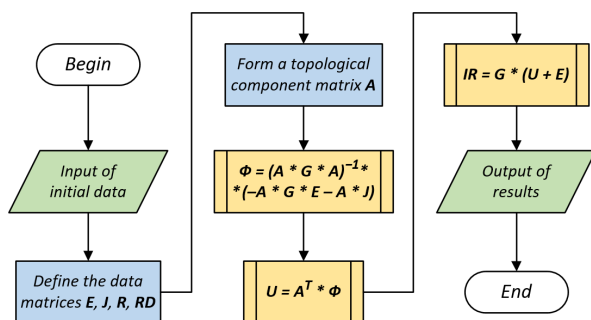 Begin
Input of
initial data
Define the data
matrices E, J, R, RD
Form a topological
component matrix A
Φ = (A * G * A)⁻¹ *
* (–A * G * E – A * J)
U = Aᵀ * Φ
IR = G * (U + E)
Output of
results
End